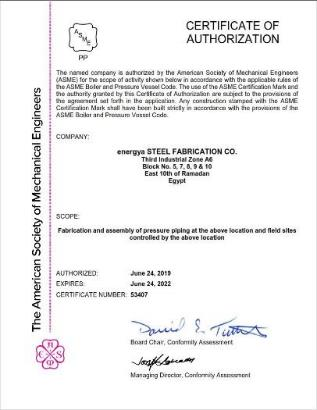 ASME
PP
CERTIFICATE OF
AUTHORIZATION
The named company is authorized by the American Society of Mechanical Engineers
(ASME) for the scope of activity shown below in accordance with the applicable rules of
the ASME Boiler and Pressure Vessel Code. The use of the ASME Certification Mark and
the authority granted by this Certificate of Authorization are subject to the provisions of
the agreement set forth in the application. Any construction stamped with the ASME
Certification Mark shall have been built strictly in accordance with the provisions of the
ASME Boiler and Pressure Vessel Code.
COMPANY:
energya STEEL FABRICATION CO.
Third Industrial Zone A6
Block No. 5, 7, 8, 9 & 10
East 10th of Ramadan
Egypt
SCOPE:
Fabrication and assembly of pressure piping at the above location and field sites
controlled by the above location
AUTHORIZED: June 24, 2019
EXPIRES: June 24, 2022
CERTIFICATE NUMBER: 53407
Board Chair, Conformity Assessment
Managing Director, Conformity Assessment
The American Society of Mechanical Engineers